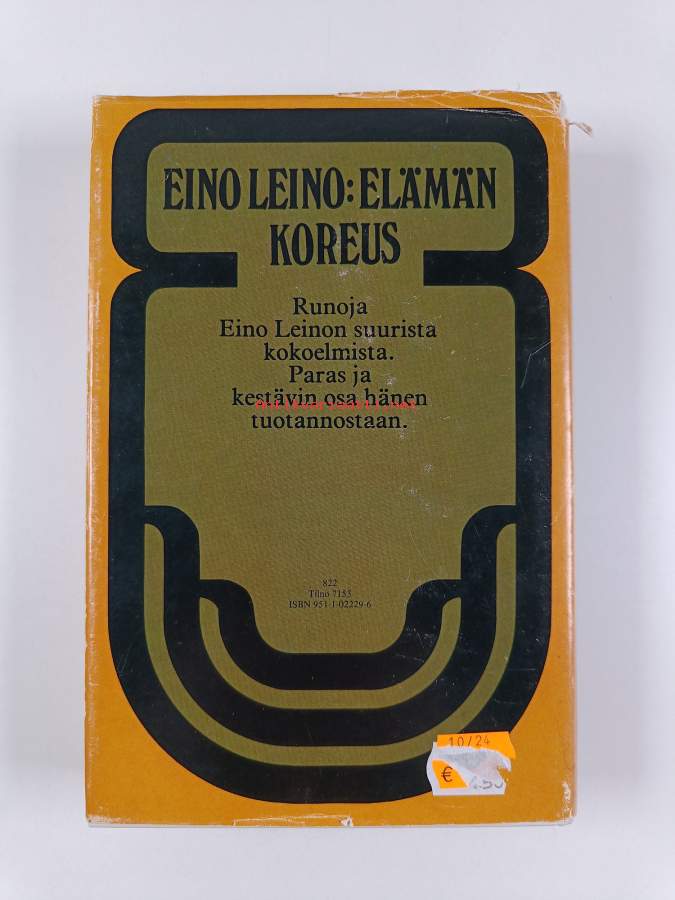 EINO LEINO: ELÄMÄN
KOREUS
Runoja
Eino Leinon suurista
kokoelmista.
Paras ja
kestävin osa hänen
tuotannostaan.
822
Tilno 7153
ISBN 951-1-02229-6
10/24
€